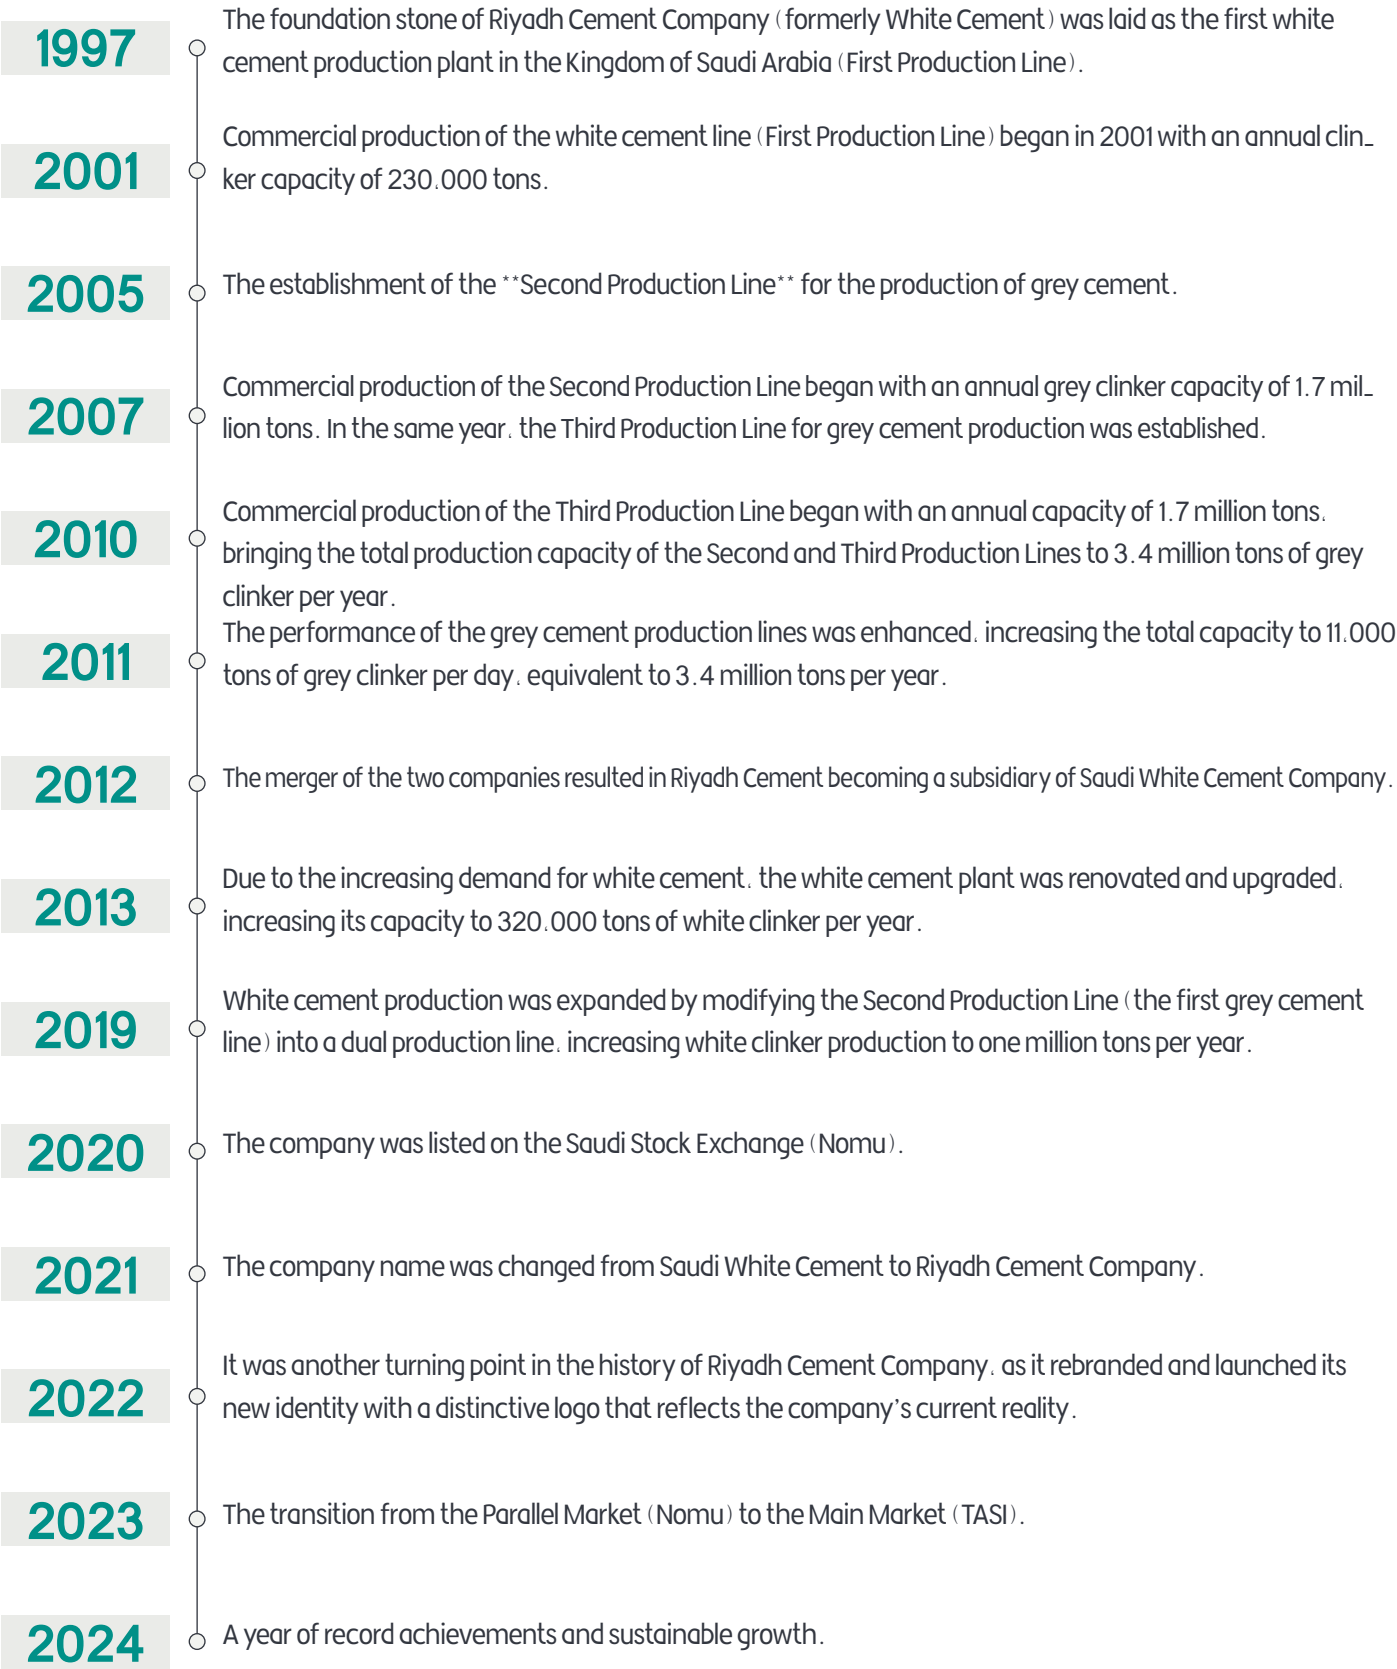 1997
The foundation stone of Riyadh Cement Company (formerly White Cement) was laid as the first white
cement production plant in the Kingdom of Saudi Arabia (First Production Line).
2001
Commercial production of the white cement line (First Production Line) began in 2001 with an annual clin-
ker capacity of 230,000 tons.
2005
The establishment of the **Second Production Line** for the production of grey cement.
2007
Commercial production of the Second Production Line began with an annual grey clinker capacity of 1.7 mil-
lion tons. In the same year, the Third Production Line for grey cement production was established.
2010
Commercial production of the Third Production Line began with an annual capacity of 1.7 million tons,
bringing the total production capacity of the Second and Third Production Lines to 3.4 million tons of grey
clinker per year.
2011
The performance of the grey cement production lines was enhanced, increasing the total capacity to 11,000
tons of grey clinker per day, equivalent to 3.4 million tons per year.
2012
The merger of the two companies resulted in Riyadh Cement becoming a subsidiary of Saudi White Cement Company.
2013
Due to the increasing demand for white cement, the white cement plant was renovated and upgraded,
increasing its capacity to 320,000 tons of white clinker per year.
2019
White cement production was expanded by modifying the Second Production Line (the first grey cement
line) into a dual production line, increasing white clinker production to one million tons per year.
2020
The company was listed on the Saudi Stock Exchange (Nomu).
2021
The company name was changed from Saudi White Cement to Riyadh Cement Company.
2022
It was another turning point in the history of Riyadh Cement Company, as it rebranded and launched its
new identity with a distinctive logo that reflects the company's current reality.
2023
The transition from the Parallel Market (Nomu) to the Main Market (TASI).
2024
A year of record achievements and sustainable growth.